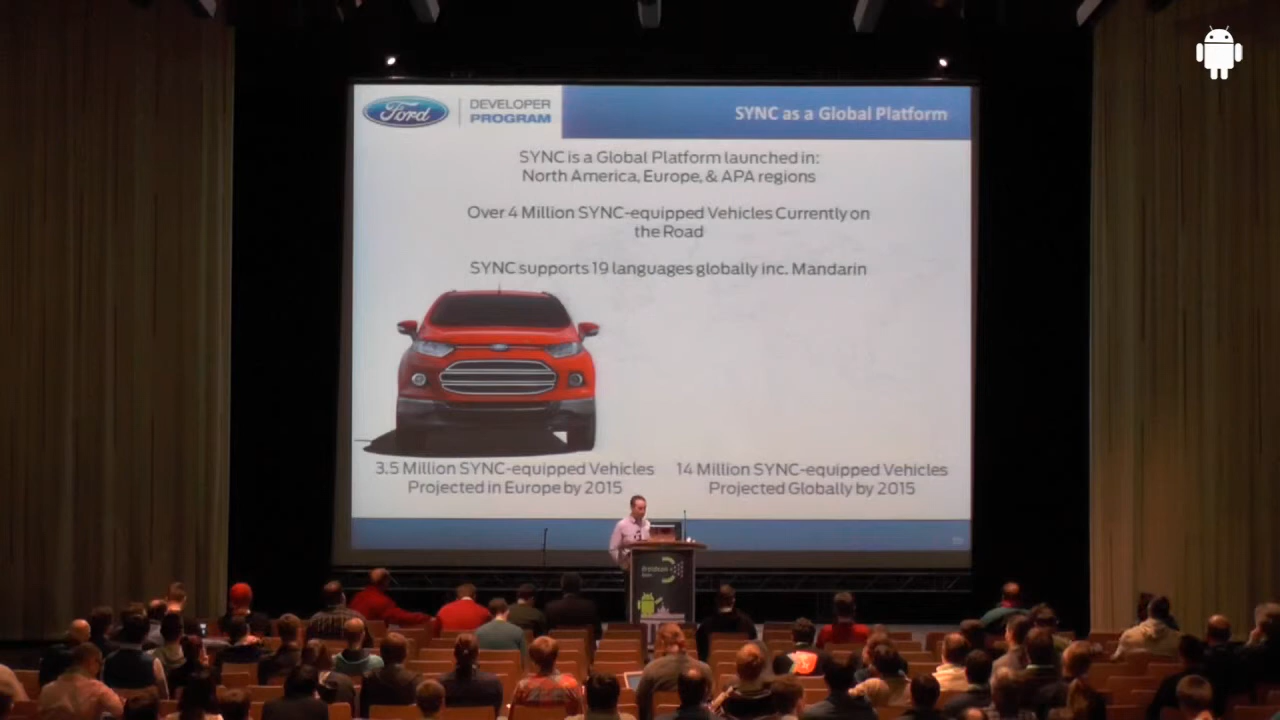 Ford
DEVELOPER
PROGRAM
SYNC as a Global Platform
SYNC is a Global Platform launched in:
North America, Europe, & APA regions
Over 4 Million SYNC-equipped Vehicles Currently on
the Road
SYNC supports 19 languages globally inc. Mandarin
3.5 Million SYNC-equipped Vehicles
Projected in Europe by 2015
14 Million SYNC-equipped Vehicles
Projected Globally by 2015